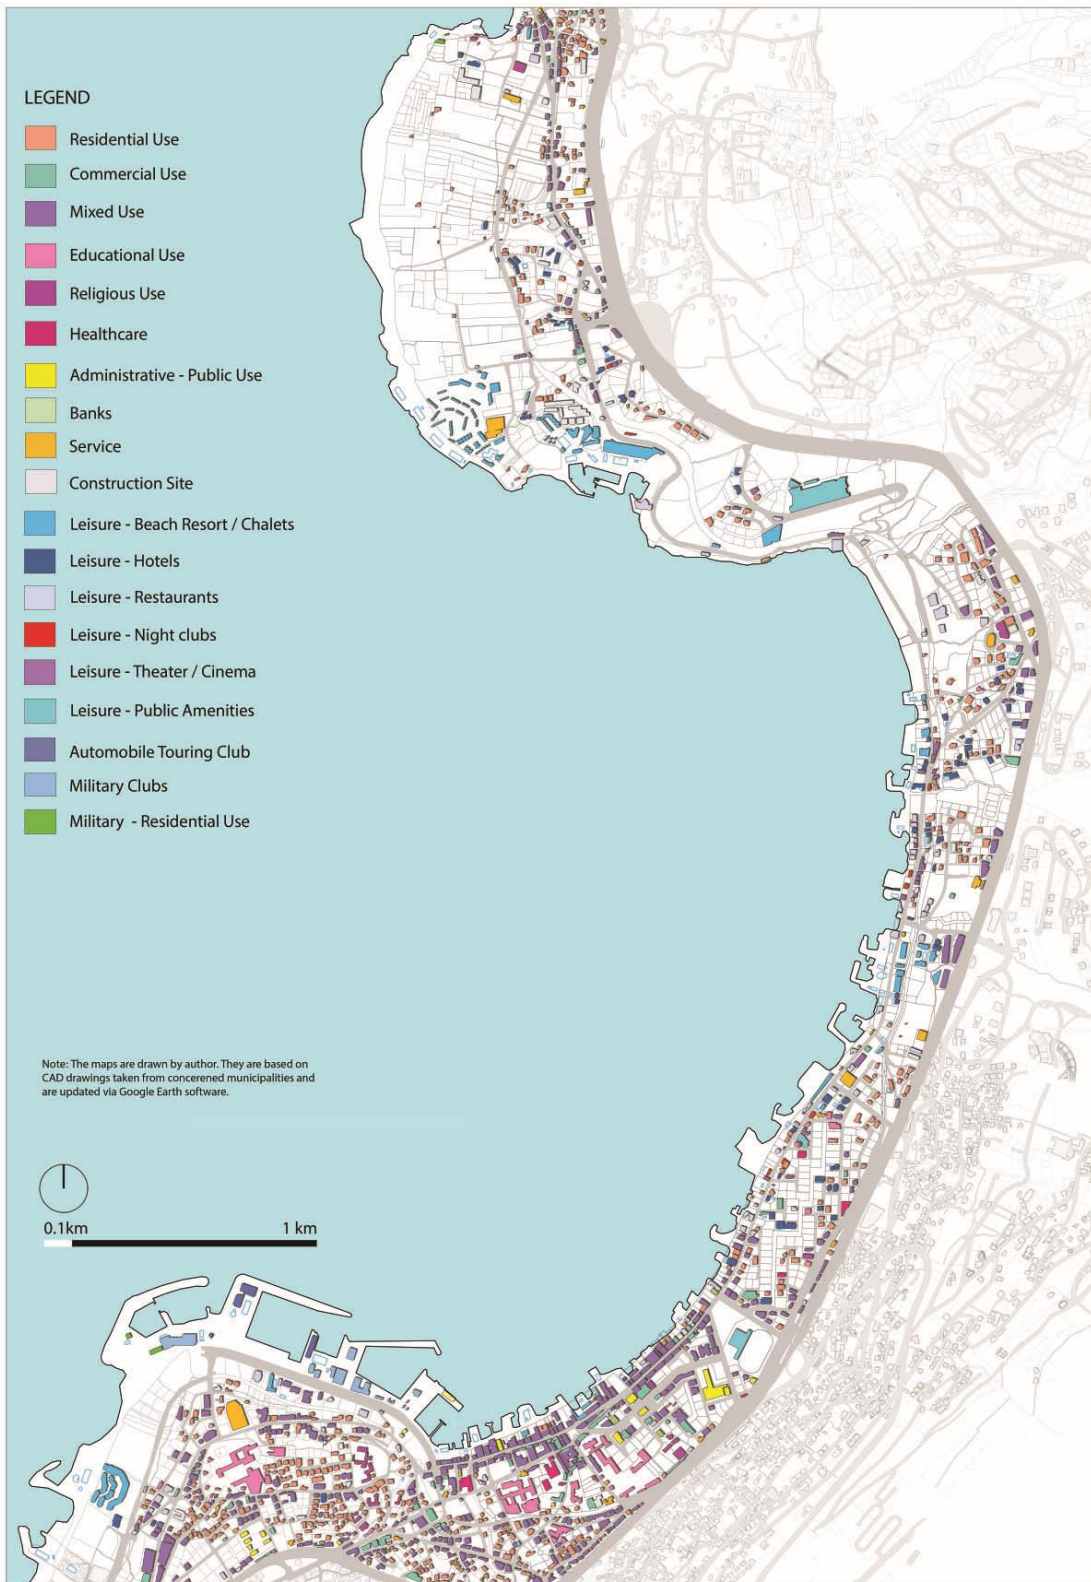 LEGEND
Residential Use
Commercial Use
Mixed Use
Educational Use
Religious Use
Healthcare
Administrative - Public Use
Banks
Service
Construction Site
Leisure - Beach Resort / Chalets
Leisure - Hotels
Leisure - Restaurants
Leisure - Night clubs
Leisure - Theater / Cinema
Leisure - Public Amenities
Automobile Touring Club
Military Clubs
Military - Residential Use
Note: The maps are drawn by author. They are based on
CAD drawings taken from concerened municipalities and
are updated via Google Earth software.
0.1km 1 km